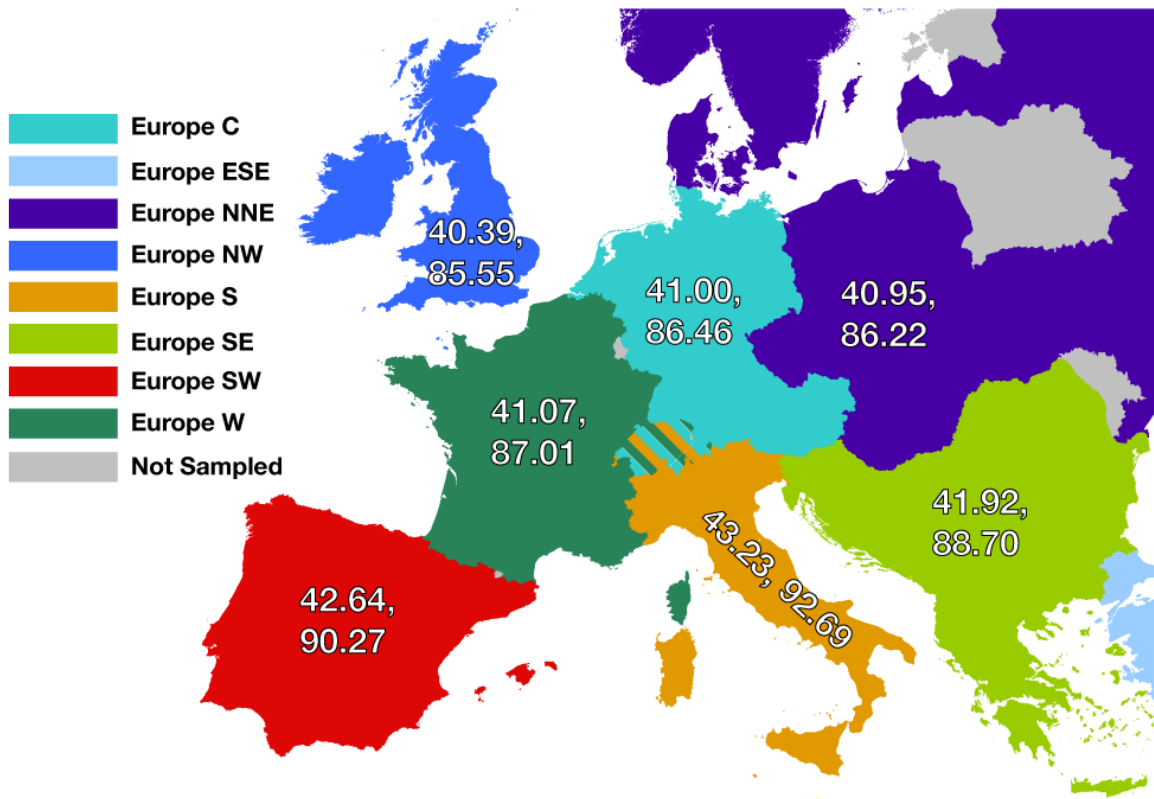 Europe C
Europe ESE
Europe NNE
Europe NW
Europe S
Europe SE
Europe SW
Europe W
Not Sampled
40.39,
85.55
41.00,
86.46
40.95,
86.22
41.07,
87.01
41.92,
88.70
43.23, 92.69
42.64,
90.27